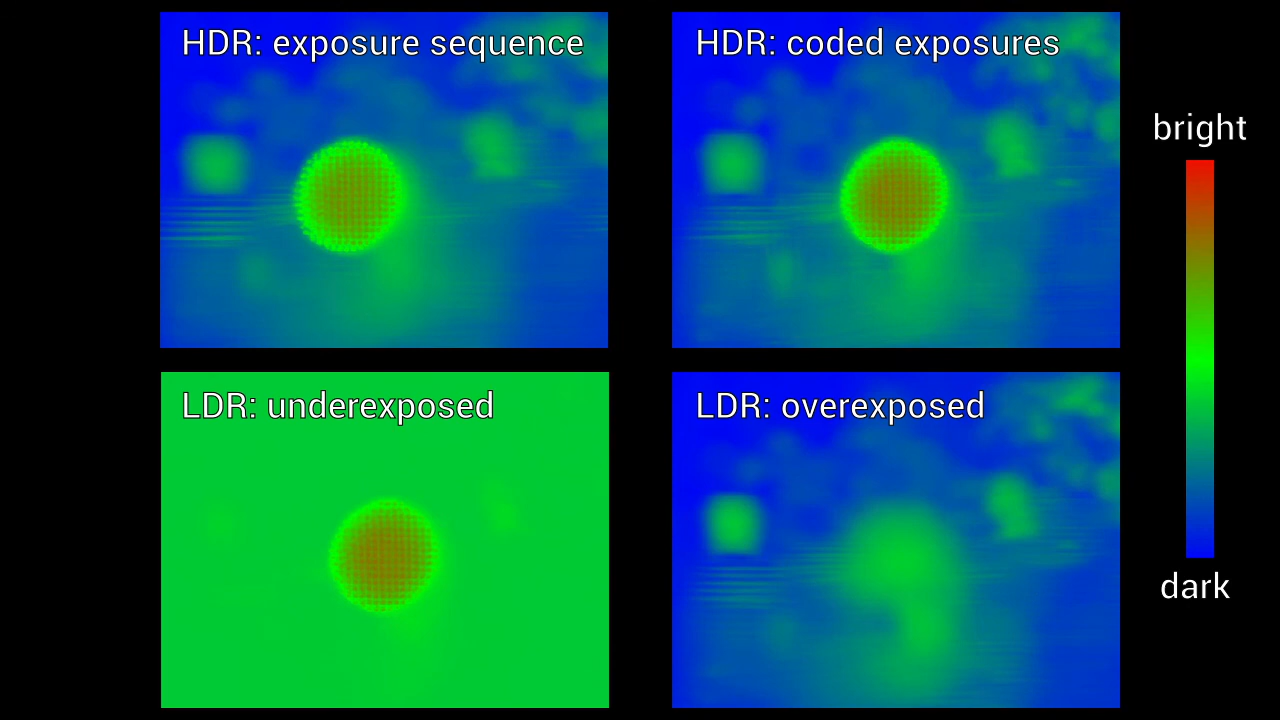 HDR: exposure sequence
HDR: coded exposures
bright
LDR: underexposed
LDR: overexposed
dark